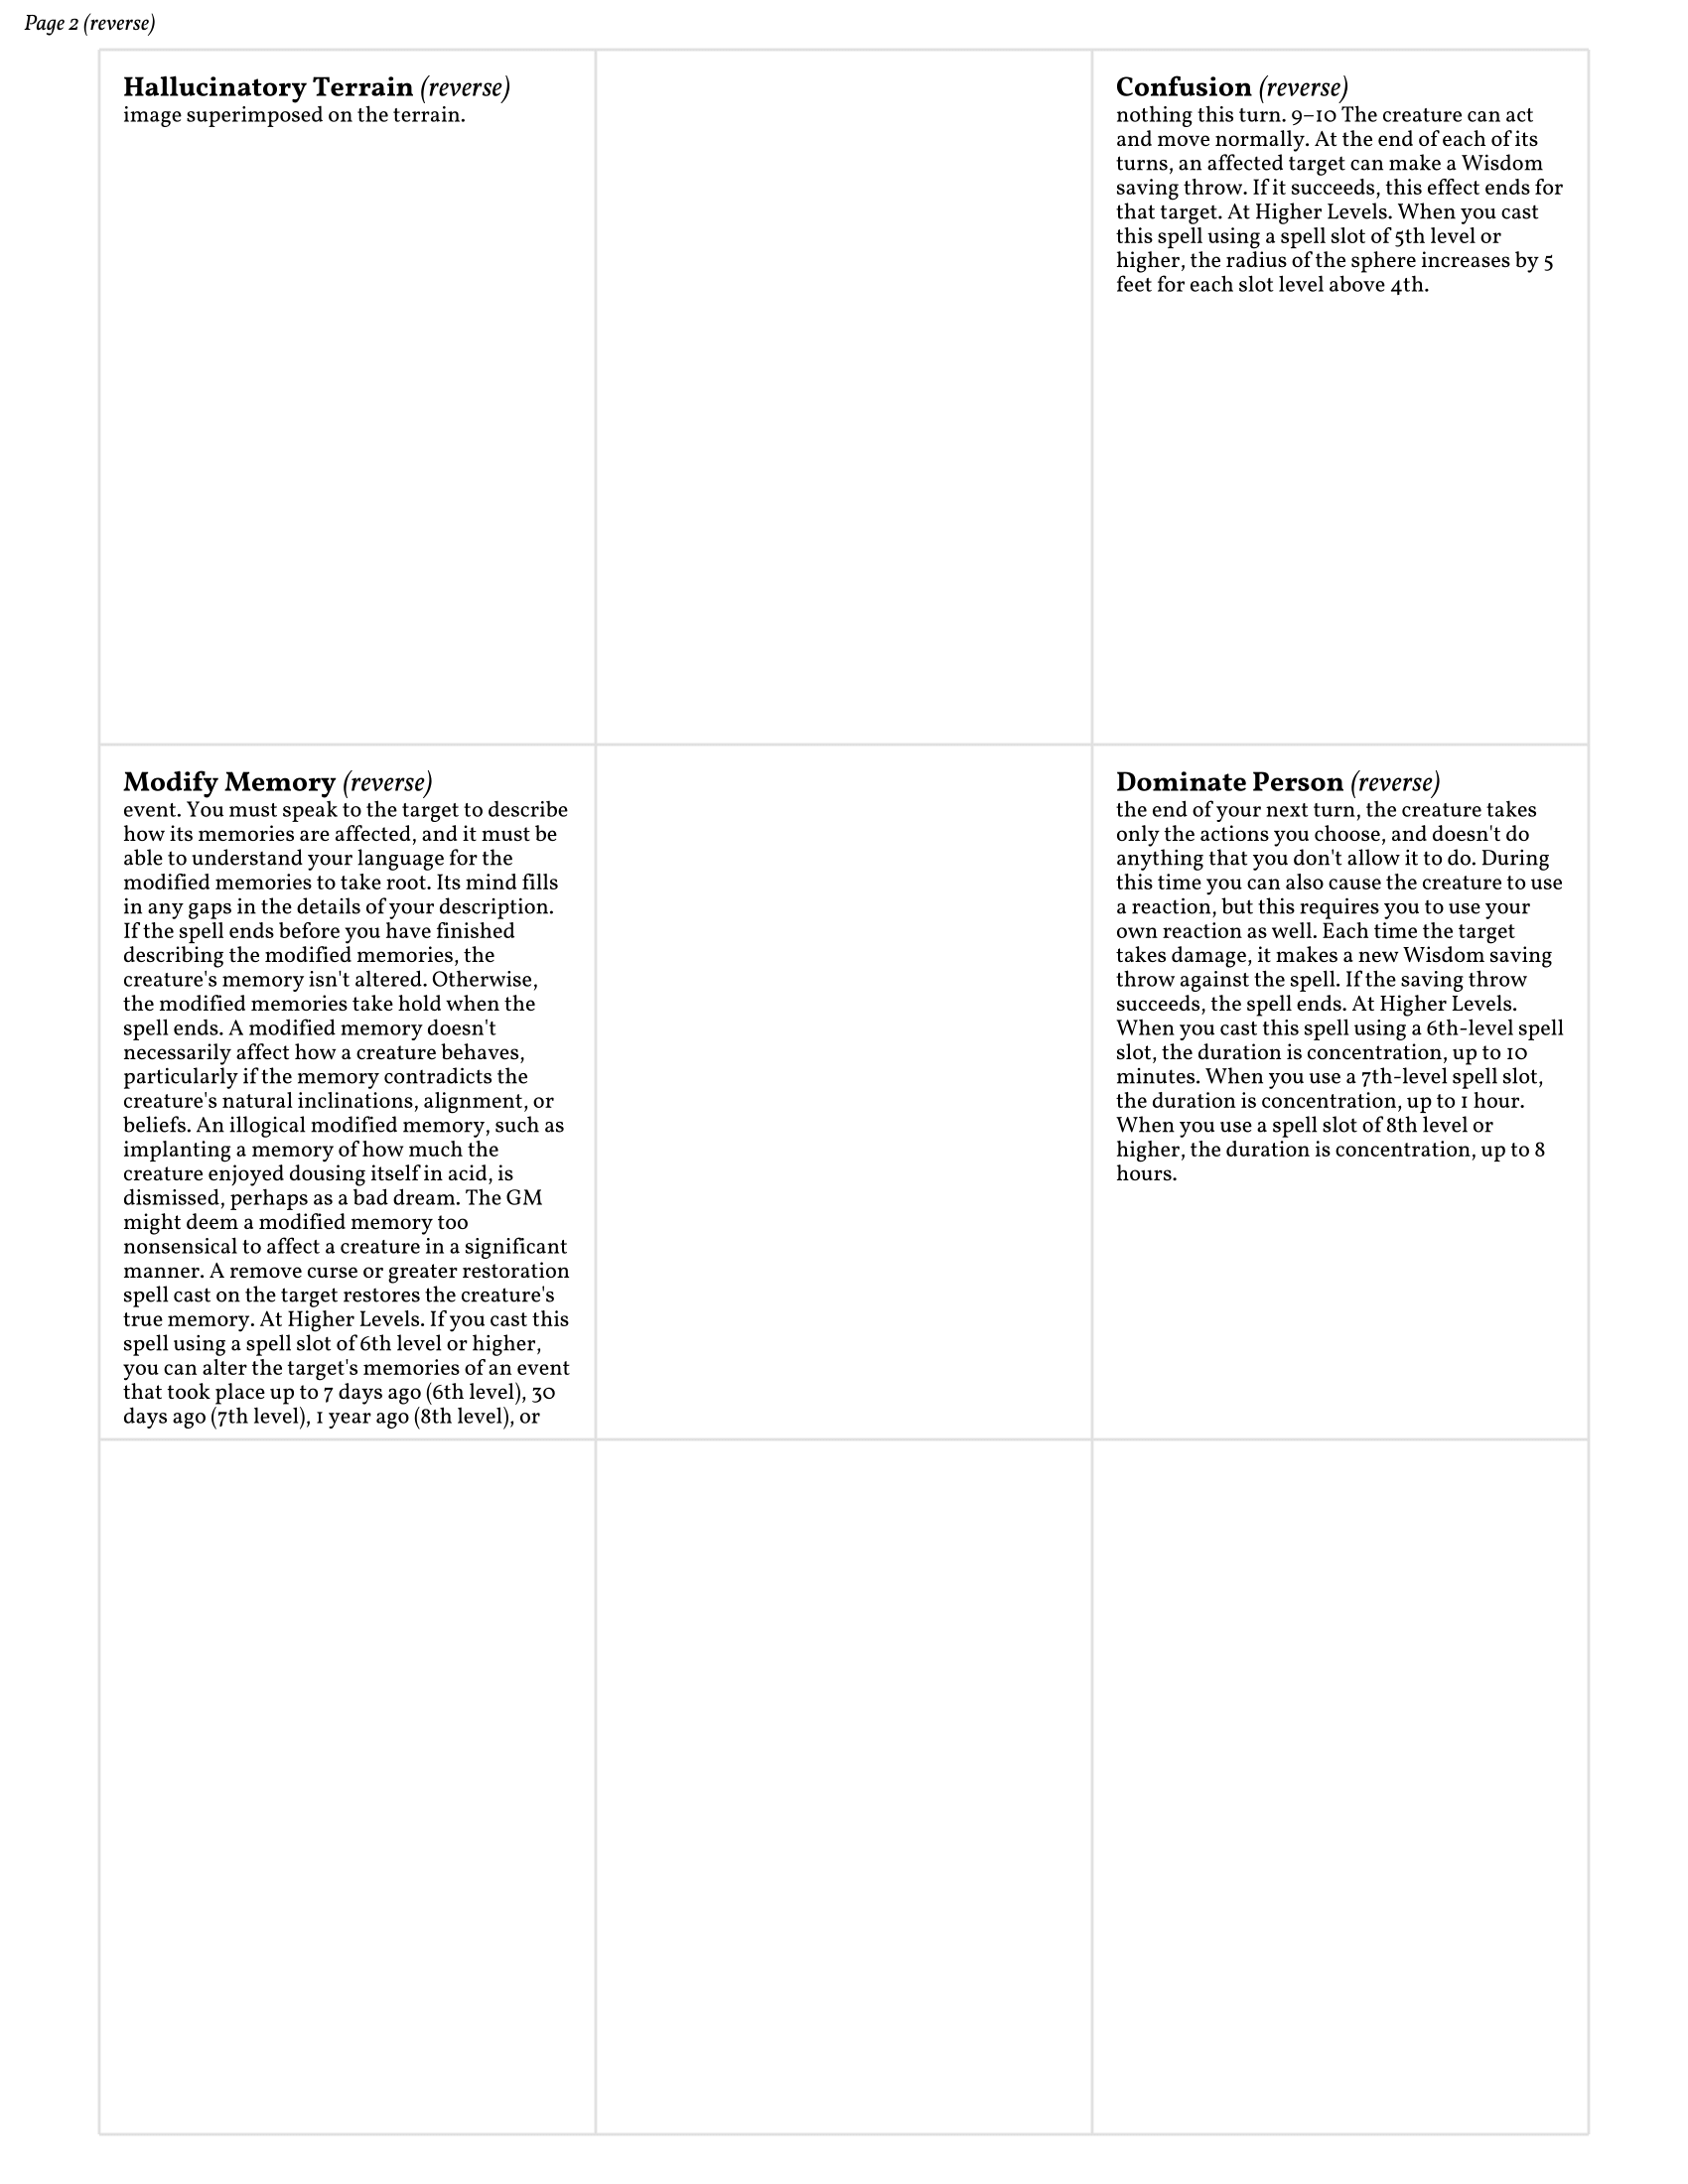 Page 2 (reverse)
Hallucinatory Terrain (reverse)
image superimposed on the terrain.
Confusion (reverse)
nothing this turn. 9–10 The creature can act
and move normally. At the end of each of its
turns, an affected target can make a Wisdom
saving throw. If it succeeds, this effect ends for
that target. At Higher Levels. When you cast
this spell using a spell slot of 5th level or
higher, the radius of the sphere increases by 5
feet for each slot level above 4th.
Modify Memory (reverse)
event. You must speak to the target to describe
how its memories are affected, and it must be
able to understand your language for the
modified memories to take root. Its mind fills
in any gaps in the details of your description.
If the spell ends before you have finished
describing the modified memories, the
creature's memory isn't altered. Otherwise,
the modified memories take hold when the
spell ends. A modified memory doesn't
necessarily affect how a creature behaves,
particularly if the memory contradicts the
creature's natural inclinations, alignment, or
beliefs. An illogical modified memory, such as
implanting a memory of how much the
creature enjoyed dousing itself in acid, is
dismissed, perhaps as a bad dream. The GM
might deem a modified memory too
nonsensical to affect a creature in a significant
manner. A remove curse or greater restoration
spell cast on the target restores the creature's
true memory. At Higher Levels. If you cast this
spell using a spell slot of 6th level or higher,
you can alter the target's memories of an event
that took place up to 7 days ago (6th level), 30
days ago (7th level), 1 year ago (8th level), or
Dominate Person (reverse)
the end of your next turn, the creature takes
only the actions you choose, and doesn't do
anything that you don't allow it to do. During
this time you can also cause the creature to use
a reaction, but this requires you to use your
own reaction as well. Each time the target
takes damage, it makes a new Wisdom saving
throw against the spell. If the saving throw
succeeds, the spell ends. At Higher Levels.
When you cast this spell using a 6th-level spell
slot, the duration is concentration, up to 10
minutes. When you use a 7th-level spell slot,
the duration is concentration, up to 1 hour.
When you use a spell slot of 8th level or
higher, the duration is concentration, up to 8
hours.